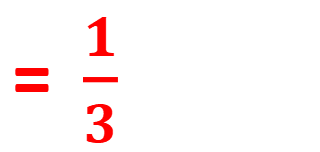 = 1/3